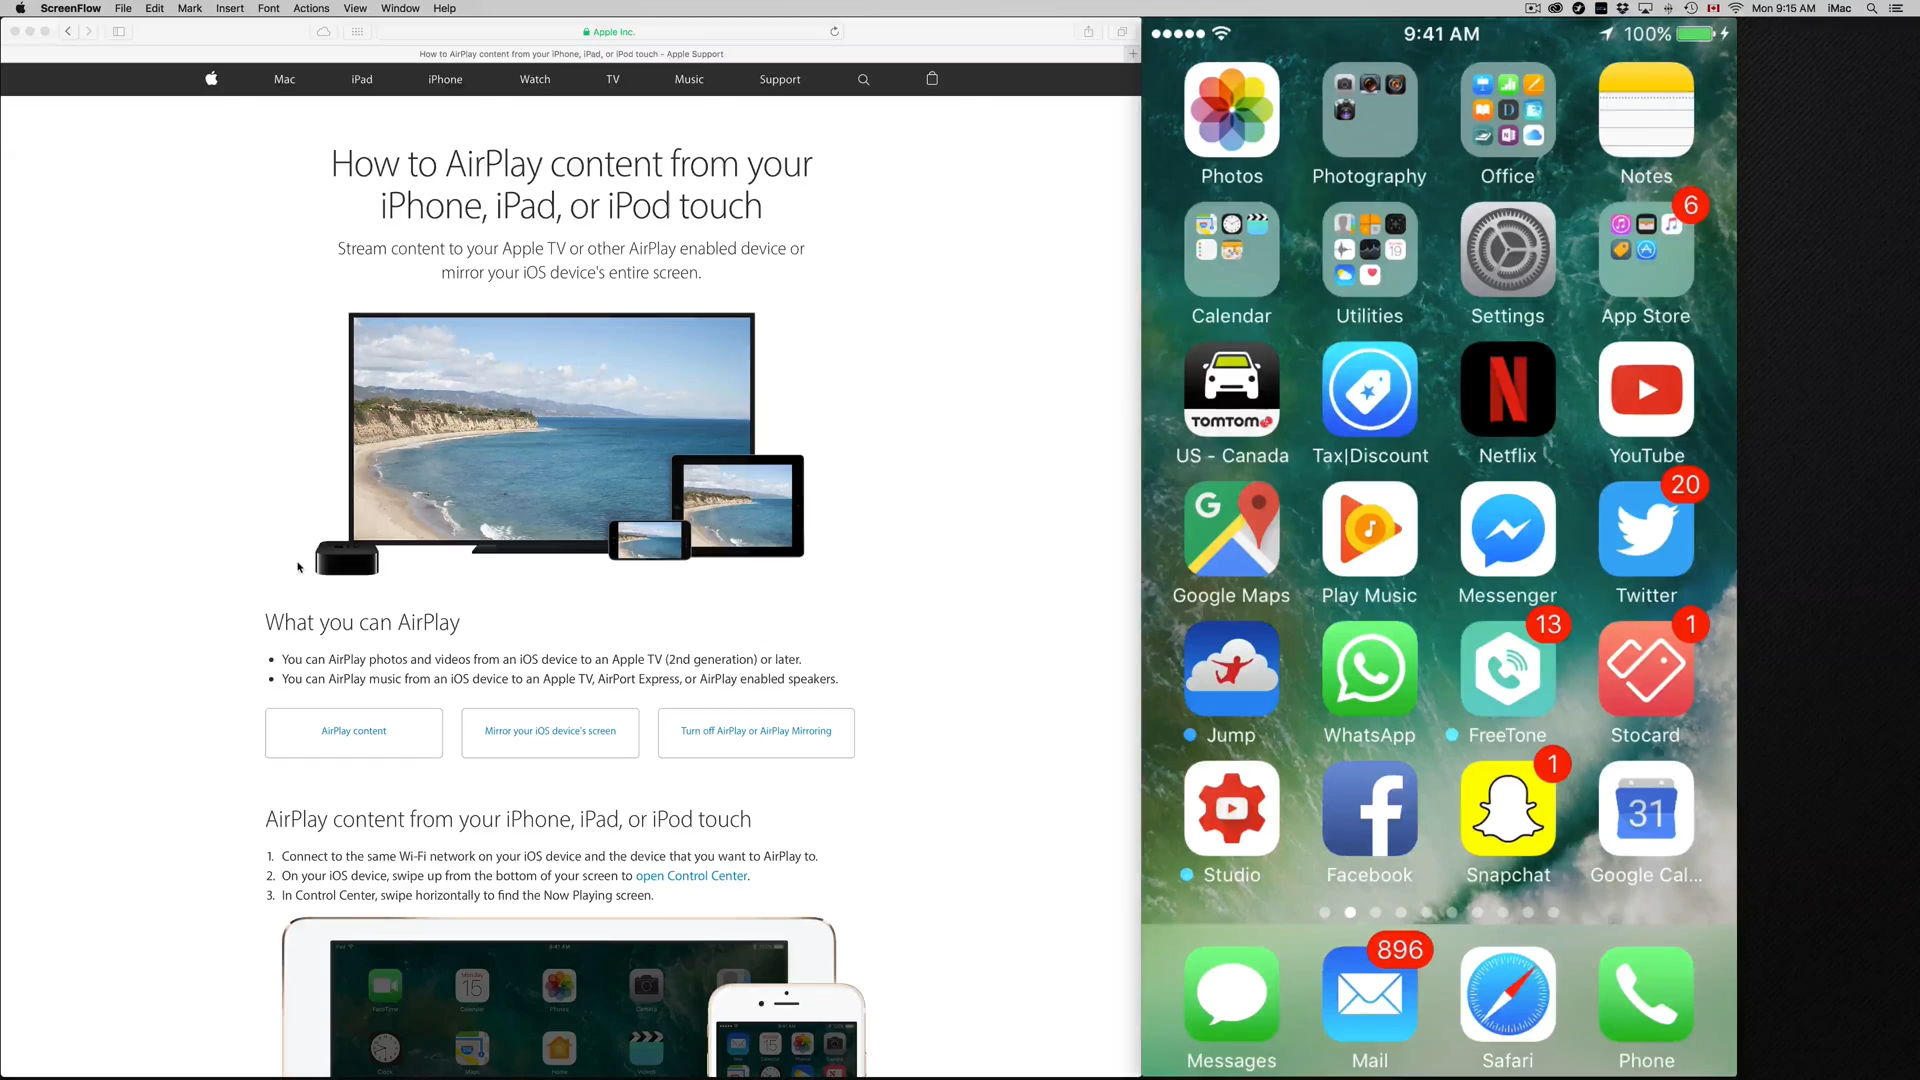 ScreenFlow File Edit Mark Insert Font Actions View Window Help
Mon 9:15 AM iMac
Apple Inc.
How to AirPlay content from your iPhone, iPad, or iPod touch - Apple Support
Mac iPad iPhone Watch TV Music Support
How to AirPlay content from your
iPhone, iPad, or iPod touch
Stream content to your Apple TV or other AirPlay enabled device or
mirror your iOS device's entire screen.
What you can AirPlay
• You can AirPlay photos and videos from an iOS device to an Apple TV (2nd generation) or later.
• You can AirPlay music from an iOS device to an Apple TV, AirPort Express, or AirPlay enabled speakers.
AirPlay content Mirror your iOS device's screen Turn off AirPlay or AirPlay Mirroring
AirPlay content from your iPhone, iPad, or iPod touch
1. Connect to the same Wi-Fi network on your iOS device and the device that you want to AirPlay to.
2. On your iOS device, swipe up from the bottom of your screen to open Control Center.
3. In Control Center, swipe horizontally to find the Now Playing screen.
9:41 AM 100%
Photos Photography Office Notes
6
19
Calendar Utilities Settings App Store
TOMTOM N
US - Canada Tax|Discount Netflix YouTube
20
G
Google Maps Play Music Messenger Twitter
13 1
Jump WhatsApp FreeTone Stocard
1
f 31
Studio Facebook Snapchat Google Cal...
896
Messages Mail Safari Phone
15
15